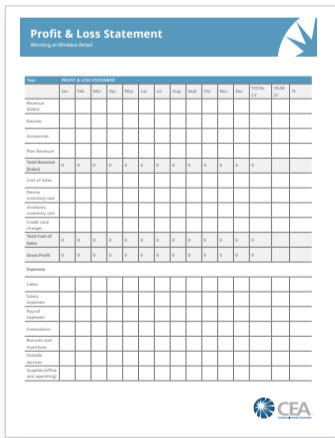 Profit & Loss Statement
Winning at Wireless Retail
Year PROFIT & LOSS STATEMENT
Jan Feb Mar Apr May Jun Jul Aug Sept Oct Nov Dec TOTAL CY YEAR LY %
Revenue (Sales)
Devices
Accessories
Plan Revenue
Total Revenue (Sales) 0 0 0 0 0 0 0 0 0 0 0 0 0
Cost of Sales
Device inventory cost
Accessory inventory cost
Credit card charges
Total Cost of Sales 0 0 0 0 0 0 0 0 0 0 0 0 0
Gross Profit 0 0 0 0 0 0 0 0 0 0 0 0 0
Expenses
Labor
Salary expenses
Payroll expenses
Commission
Bonuses and incentives
Outside services
Supplies (office and operating)
CEA